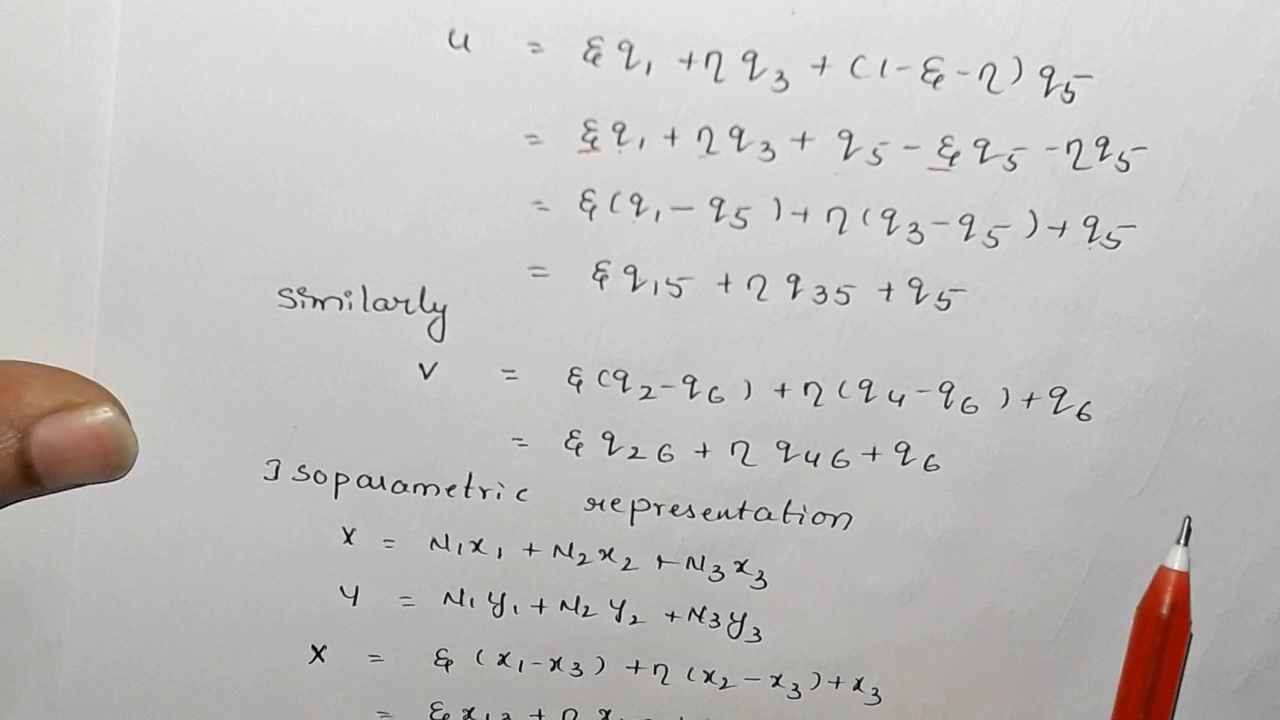 u = ξq₁ + ηq₃ + (1-ξ-η) q₅
= ξq₁ + ηq₃ + q₅ - ξq₅ - ηq₅
= ξ(q₁ - q₅) + η(q₃ - q₅) + q₅
= ξq₁₅ + ηq₃₅ + q₅
Similarly
v = ξ(q₂-q₆) + η(q₄-q₆) + q₆
= ξq₂₆ + ηq₄₆ + q₆
Isoparametric representation
x = N₁x₁ + N₂x₂ + N₃x₃
y = N₁y₁ + N₂y₂ + N₃y₃
x = ξ(x₁-x₃) + η(x₂-x₃) + x₃